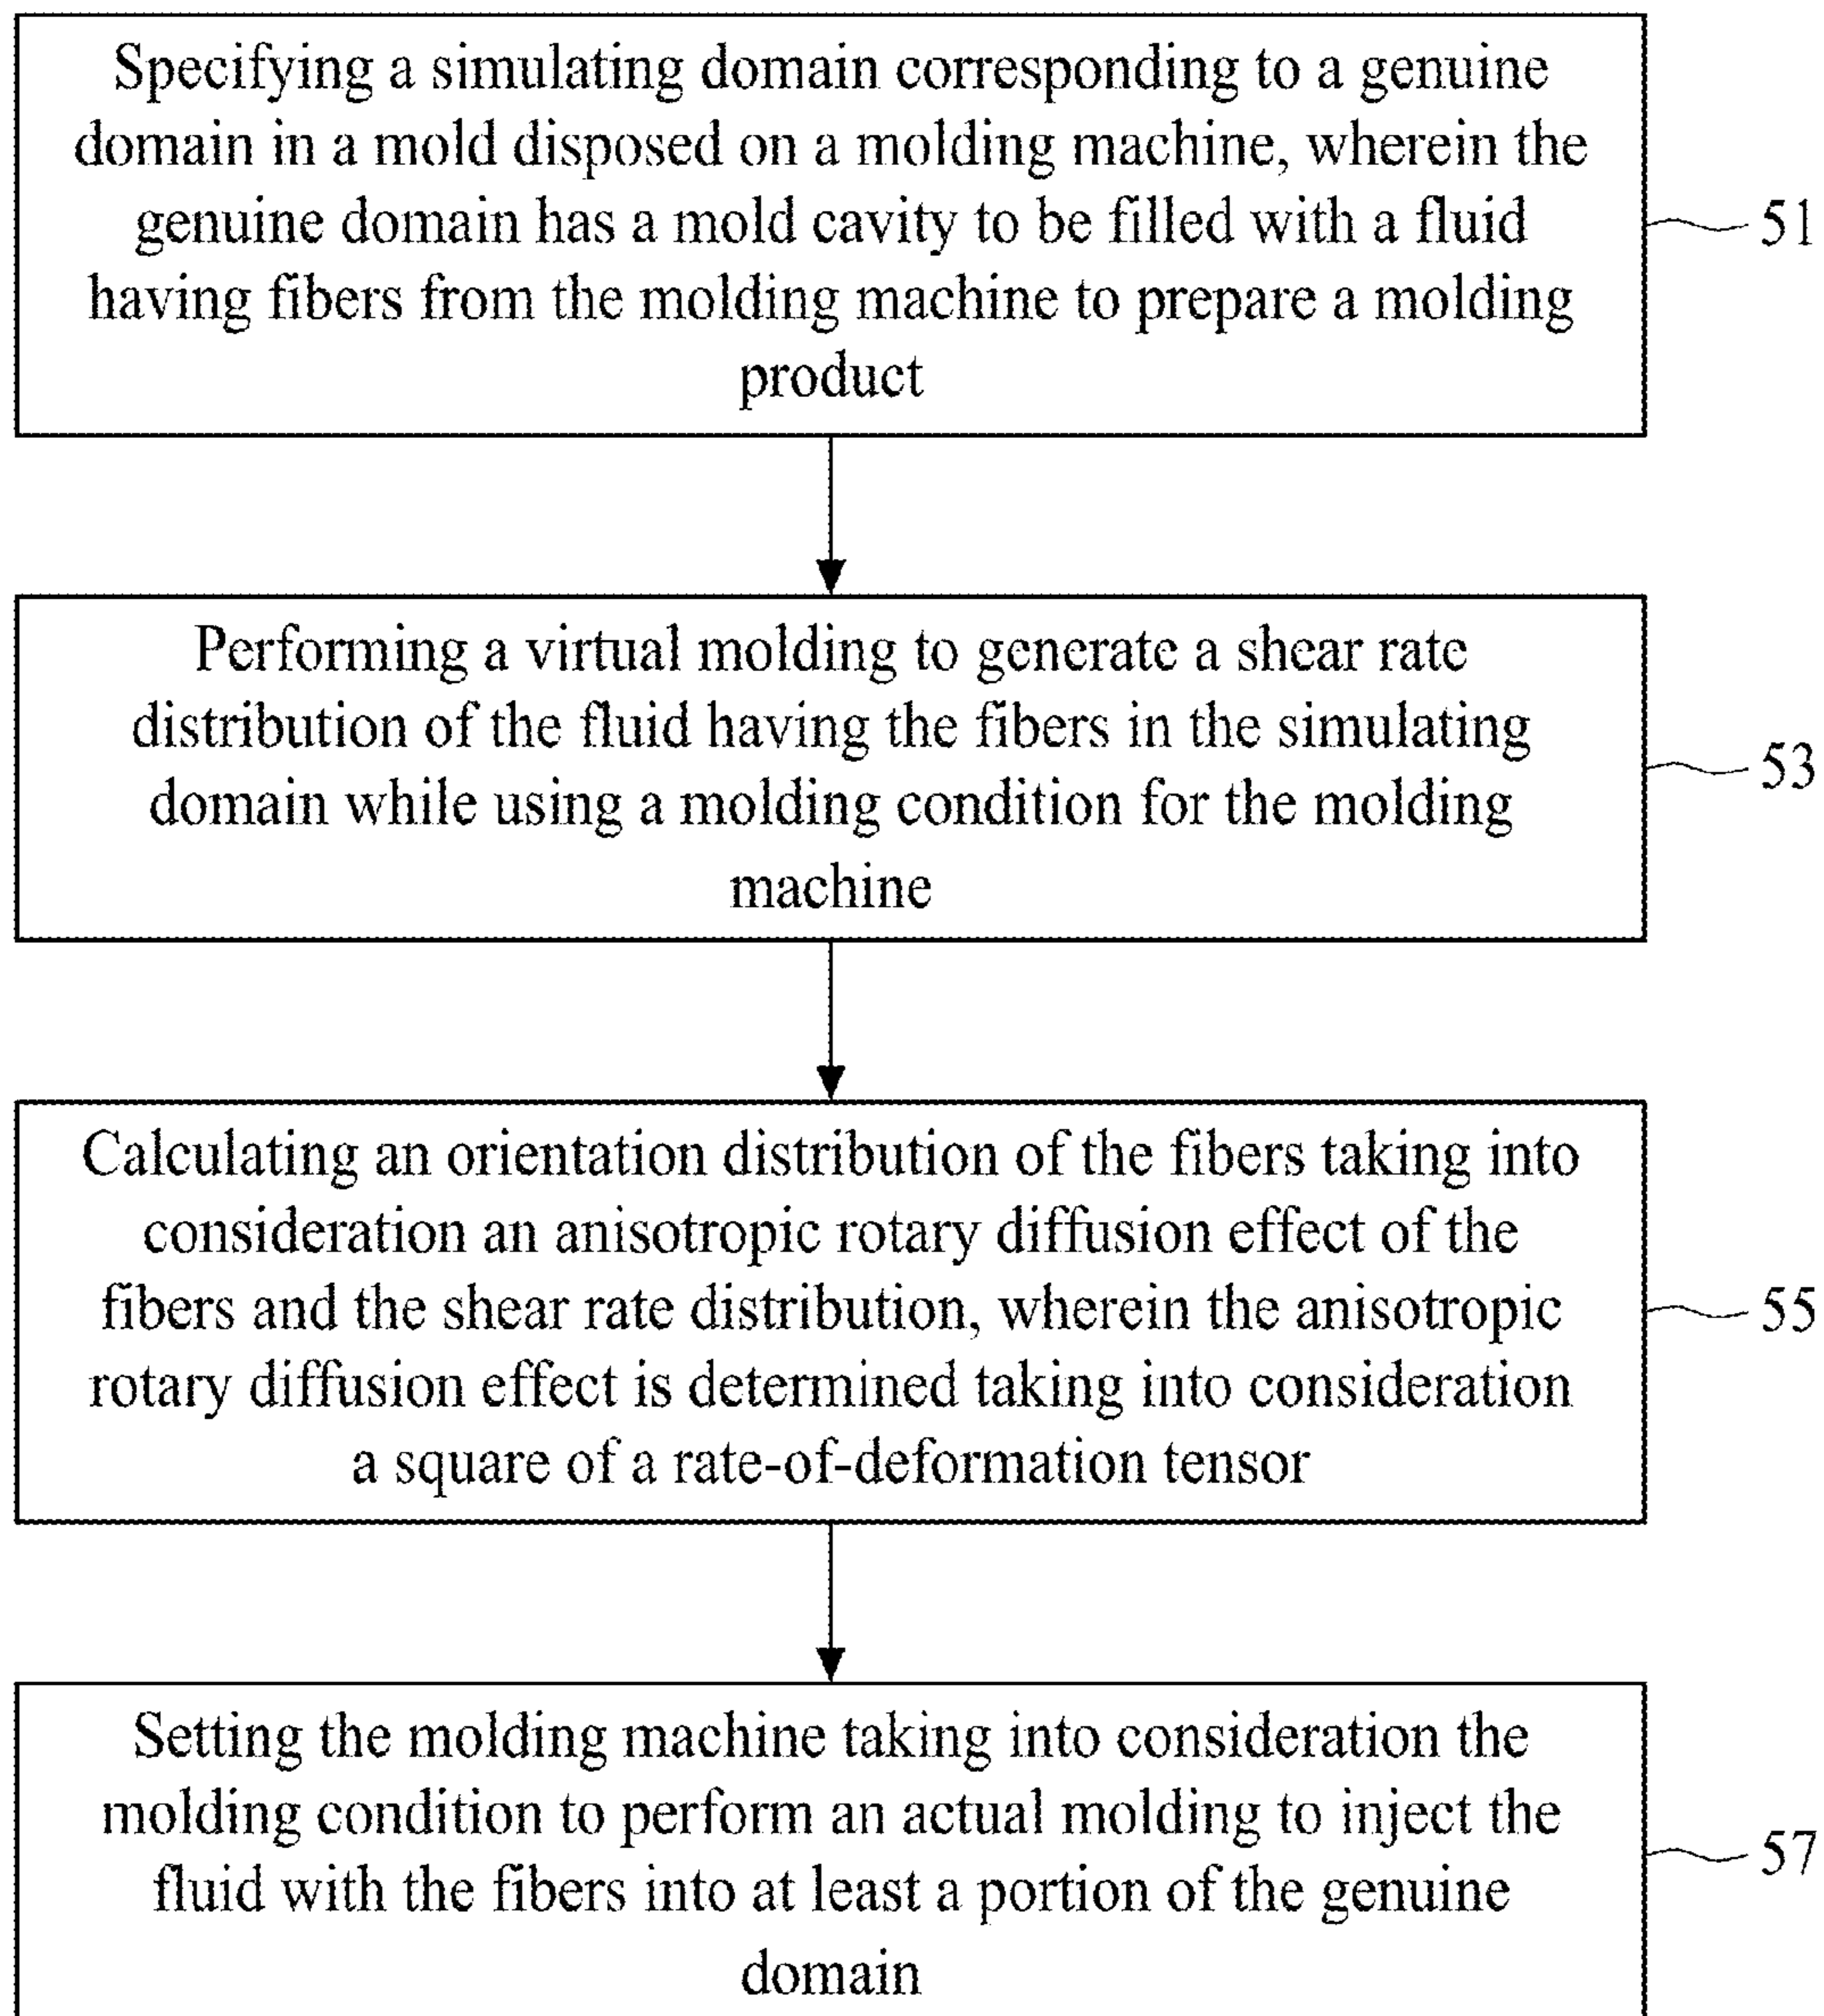 Specifying a simulating domain corresponding to a genuine
domain in a mold disposed on a molding machine, wherein the
genuine domain has a mold cavity to be filled with a fluid
having fibers from the molding machine to prepare a molding
product
51
Performing a virtual molding to generate a shear rate
distribution of the fluid having the fibers in the simulating
domain while using a molding condition for the molding
machine
53
Calculating an orientation distribution of the fibers taking into
consideration an anisotropic rotary diffusion effect of the
fibers and the shear rate distribution, wherein the anisotropic
rotary diffusion effect is determined taking into consideration
a square of a rate-of-deformation tensor
55
Setting the molding machine taking into consideration the
molding condition to perform an actual molding to inject the
fluid with the fibers into at least a portion of the genuine
domain
57